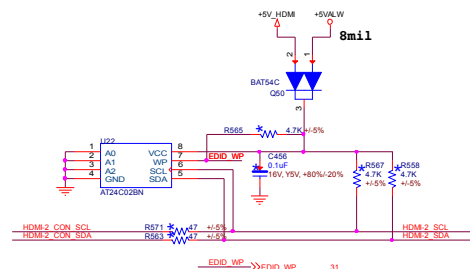 +5V_HDMI +5VALW
8mil
2 1
BAT54C
Q50
3
R565 4.7K +/-5%
U22
1 A0 VCC 8
2 A1 WP 7 EDID_WP
3 A2 SCL 6
4 GND SDA 5
AT24C02BN
C456
0.1uF
16V, Y5V, +80%/-20%
R567
4.7K
+/-5%
R558
4.7K
+/-5%
HDMI-2_CON_SCL R571 47 +/-5% HDMI-2_SCL
HDMI-2_CON_SDA R563 47 +/-5% HDMI-2_SDA
EDID_WP EDID_WP 31